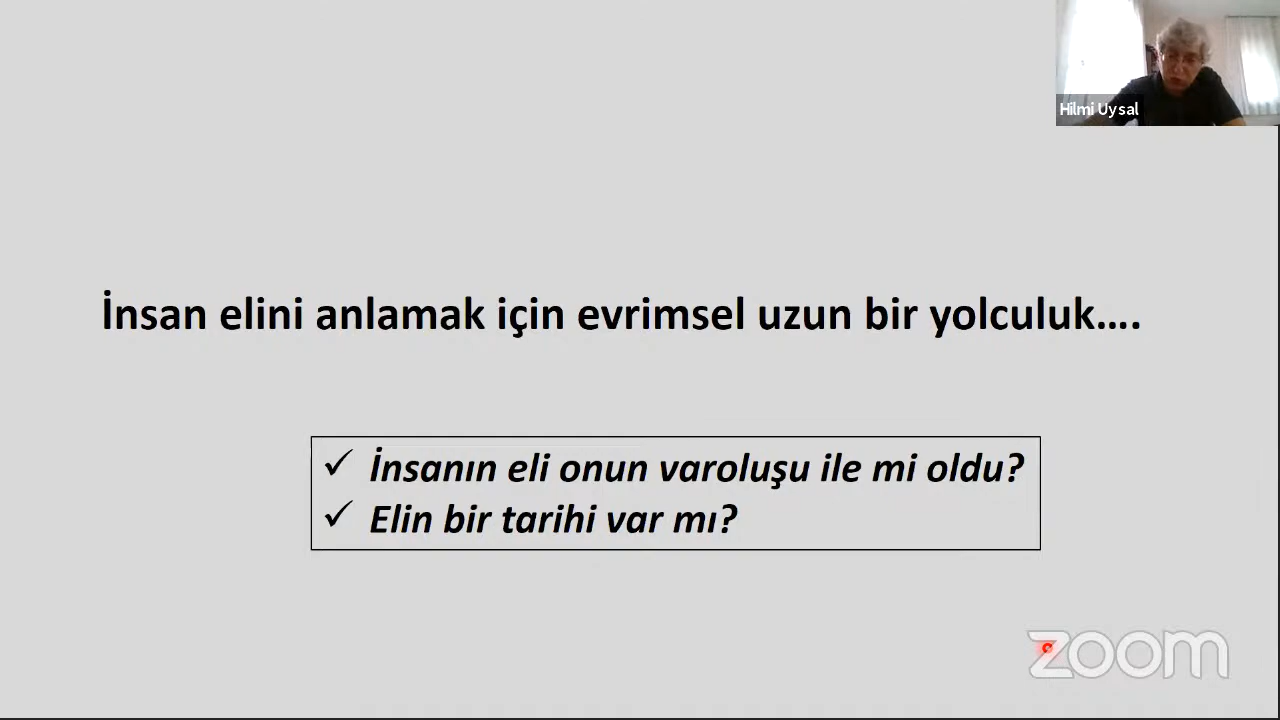 Hilmi Uysal
İnsan elini anlamak için evrimsel uzun bir yolculuk....
✓ İnsanın eli onun varoluşu ile mi oldu?
✓ Elin bir tarihi var mı?
zoom